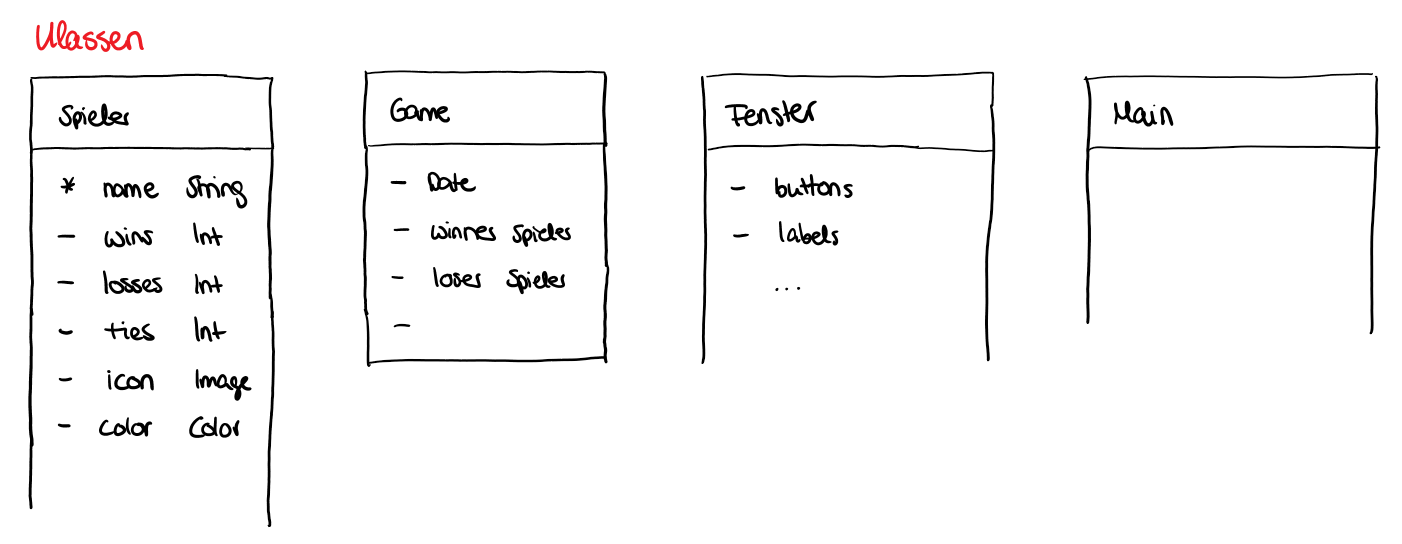 Klassen
Spieler
* name String
- wins Int
- losses Int
- ties Int
- icon Image
- color Color
Game
- Date
- winner Spieler
- loser Spieler
-
Fenster
- buttons
- labels
...
Main